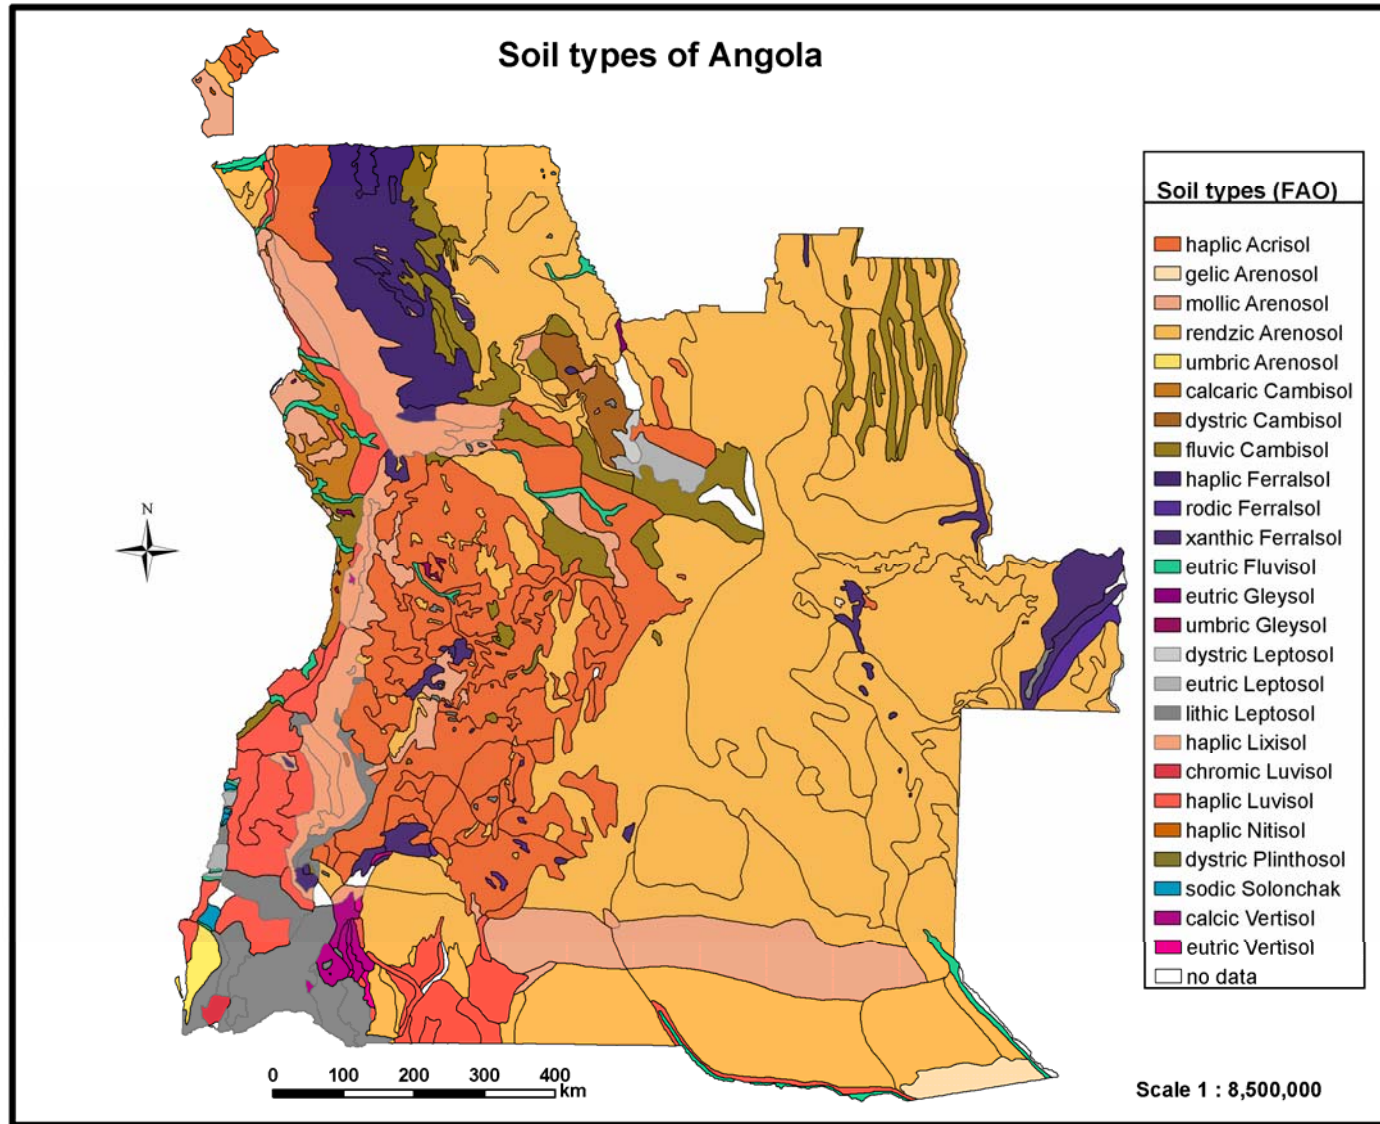 Soil types of Angola
Soil types (FAO)
haplic Acrisol
gelic Arenosol
mollic Arenosol
rendzic Arenosol
umbric Arenosol
calcaric Cambisol
dystric Cambisol
fluvic Cambisol
haplic Ferralsol
rodic Ferralsol
xanthic Ferralsol
eutric Fluvisol
eutric Gleysol
umbric Gleysol
dystric Leptosol
eutric Leptosol
lithic Leptosol
haplic Lixisol
chromic Luvisol
haplic Luvisol
haplic Nitisol
dystric Plinthosol
sodic Solonchak
calcic Vertisol
eutric Vertisol
no data
N
0 100 200 300 400
km
Scale 1 : 8,500,000